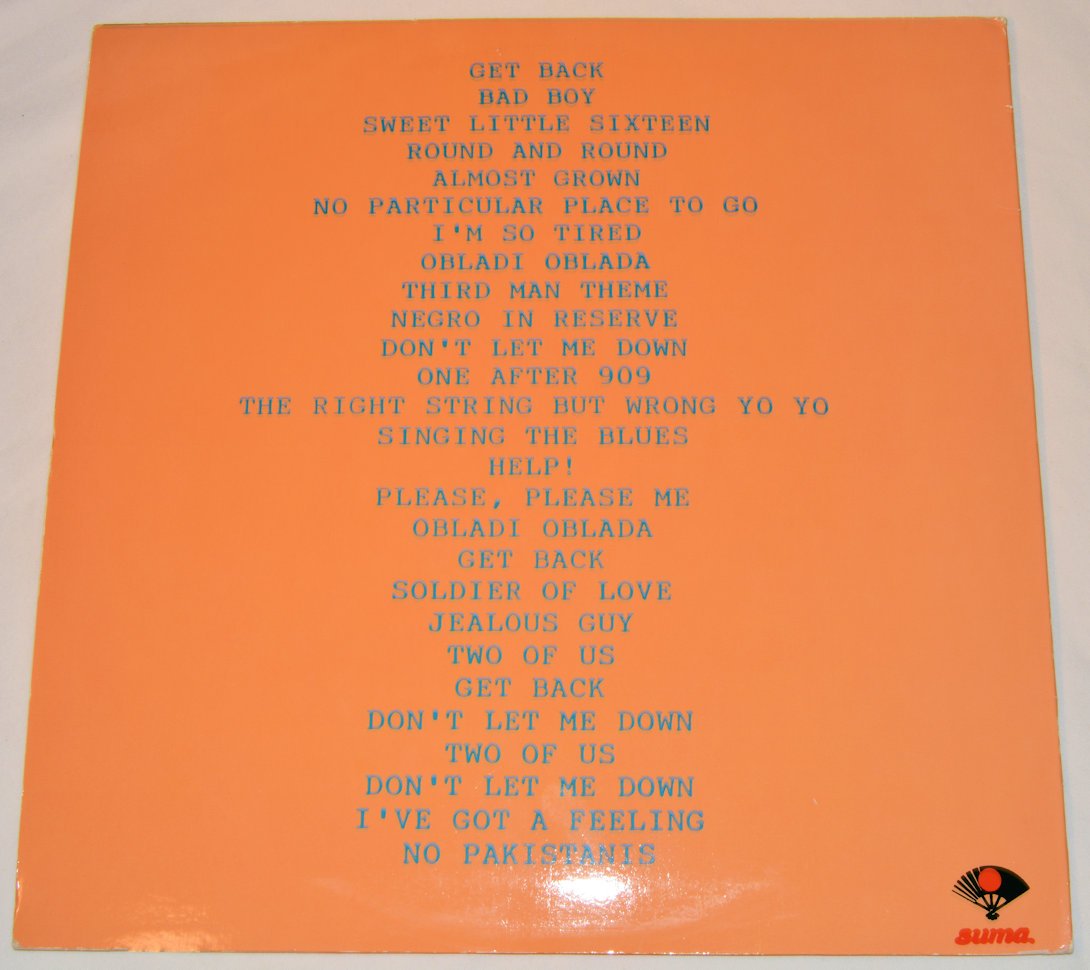 GET BACK
BAD BOY
SWEET LITTLE SIXTEEN
ROUND AND ROUND
ALMOST GROWN
NO PARTICULAR PLACE TO GO
I'M SO TIRED
OBLADI OBLADA
THIRD MAN THEME
NEGRO IN RESERVE
DON'T LET ME DOWN
ONE AFTER 909
THE RIGHT STRING BUT WRONG YO YO
SINGING THE BLUES
HELP!
PLEASE, PLEASE ME
OBLADI OBLADA
GET BACK
SOLDIER OF LOVE
JEALOUS GUY
TWO OF US
GET BACK
DON'T LET ME DOWN
TWO OF US
DON'T LET ME DOWN
I'VE GOT A FEELING
NO PAKISTANIS
suma.